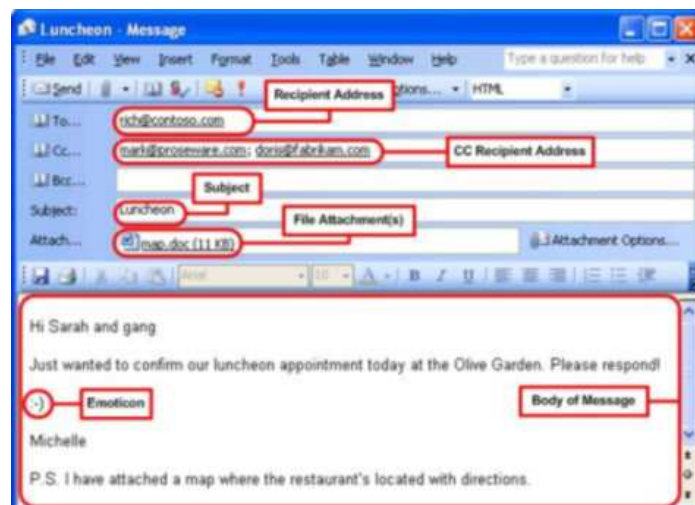 Luncheon - Message
File Edit View Insert Format Tools Table Window Help Type a question for help
Send Recipient Address Options... HTML
To... rich@contoso.com
Cc... mark@proseware.com; doris@fabrikam.com CC Recipient Address
Bcc...
Subject
Subject: Luncheon
File Attachment(s)
Attach... map.doc (11 KB) Attachment Options...
Arial 10 A B I U
Hi Sarah and gang
Just wanted to confirm our luncheon appointment today at the Olive Garden. Please respond!
:-) Emoticon Body of Message
Michelle
P.S. I have attached a map where the restaurant's located with directions.